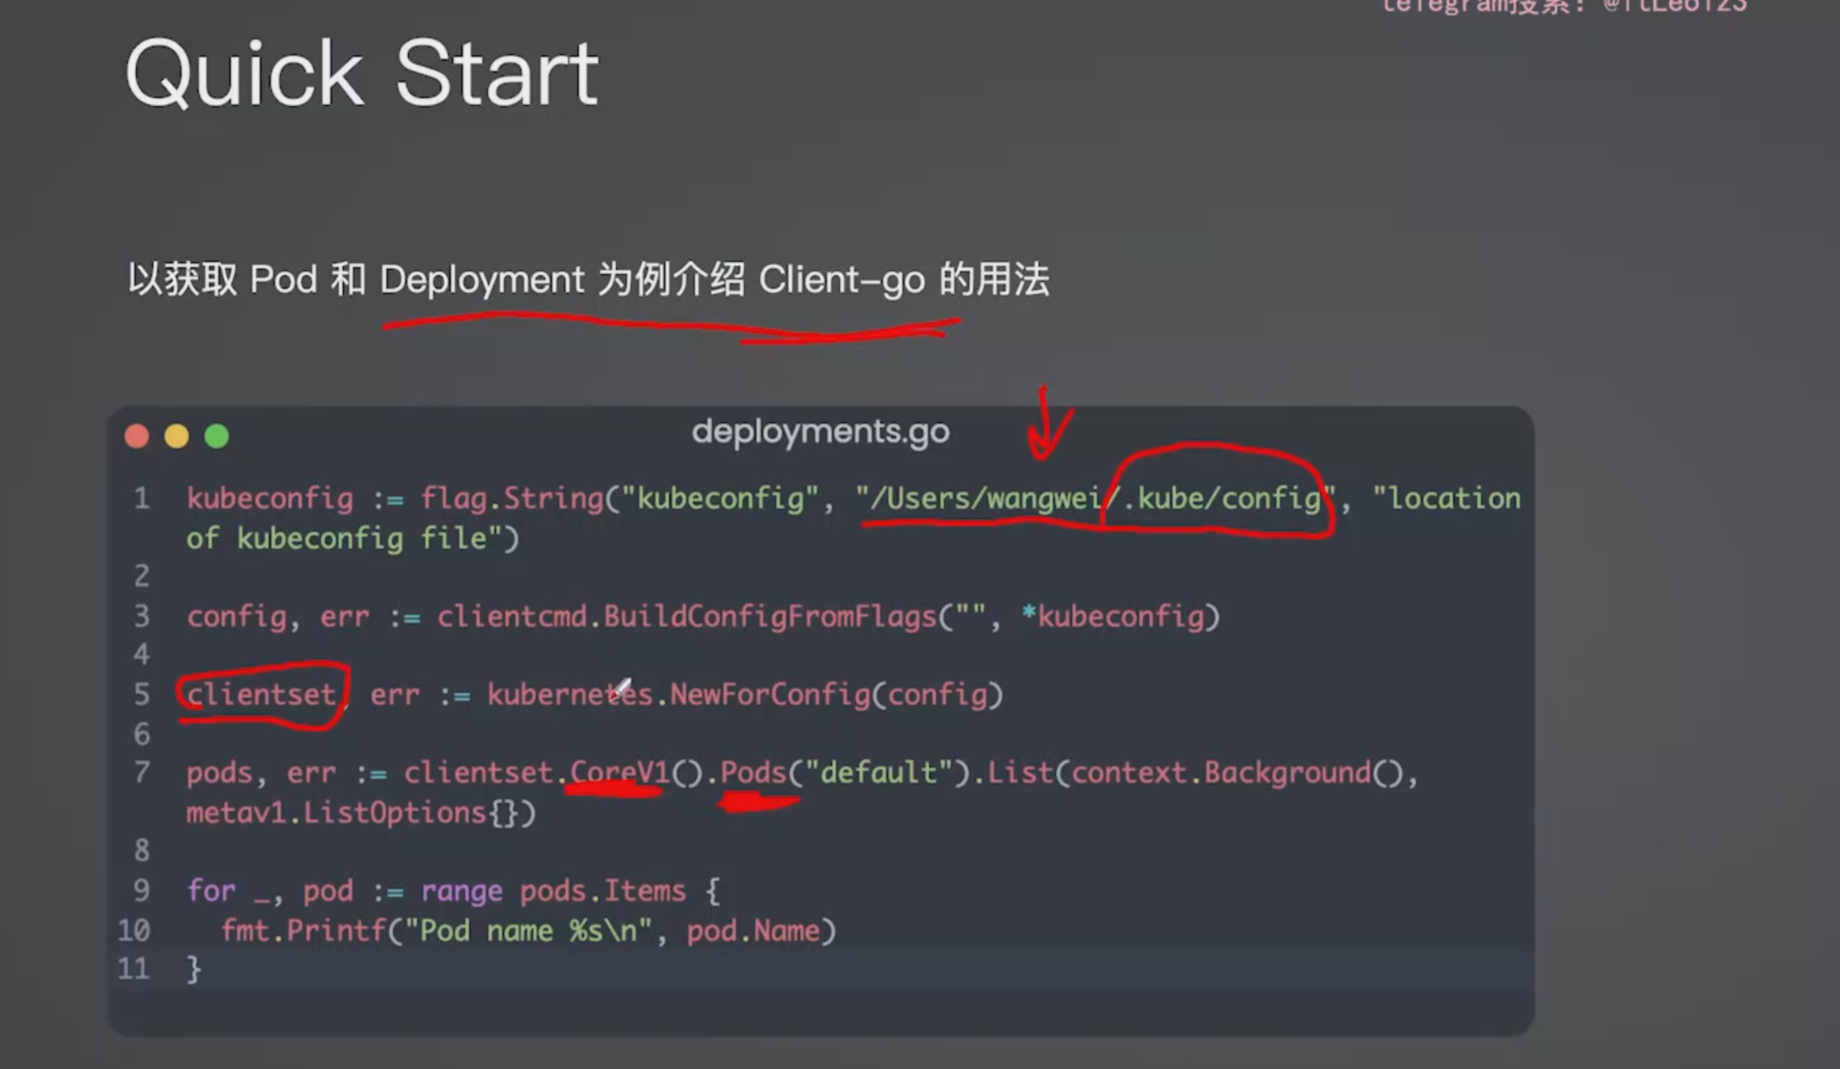 telegram搜索：
Quick Start
以获取 Pod 和 Deployment 为例介绍 Client-go 的用法
deployments.go
1 kubeconfig := flag.String("kubeconfig", "/Users/wangwei/.kube/config", "location
of kubeconfig file")
2
3 config, err := clientcmd.BuildConfigFromFlags("", *kubeconfig)
4
5 clientset, err := kubernetes.NewForConfig(config)
6
7 pods, err := clientset.CoreV1().Pods("default").List(context.Background(),
metav1.ListOptions{})
8
9 for _, pod := range pods.Items {
10 fmt.Printf("Pod name %s\n", pod.Name)
11 }